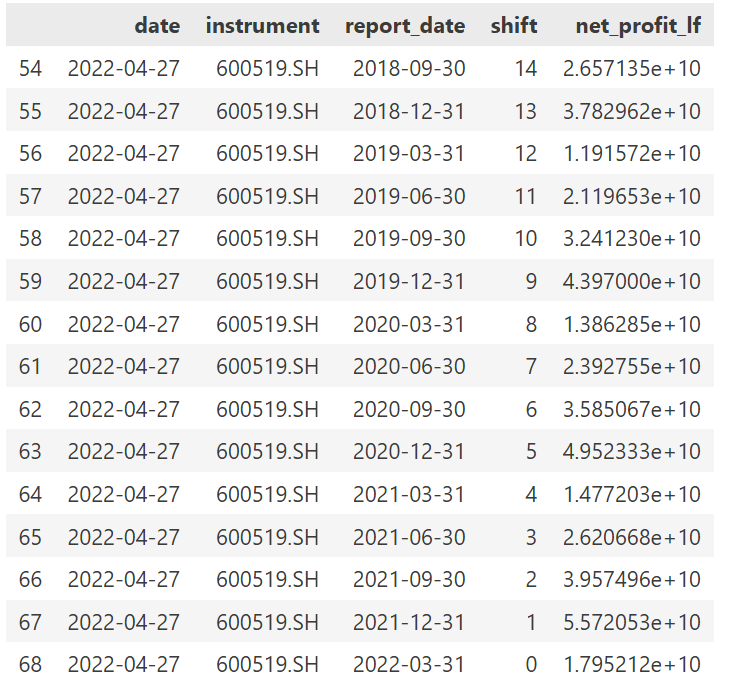 date instrument report_date shift net_profit_lf
54 2022-04-27 600519.SH 2018-09-30 14 2.657135e+10
55 2022-04-27 600519.SH 2018-12-31 13 3.782962e+10
56 2022-04-27 600519.SH 2019-03-31 12 1.191572e+10
57 2022-04-27 600519.SH 2019-06-30 11 2.119653e+10
58 2022-04-27 600519.SH 2019-09-30 10 3.241230e+10
59 2022-04-27 600519.SH 2019-12-31 9 4.397000e+10
60 2022-04-27 600519.SH 2020-03-31 8 1.386285e+10
61 2022-04-27 600519.SH 2020-06-30 7 2.392755e+10
62 2022-04-27 600519.SH 2020-09-30 6 3.585067e+10
63 2022-04-27 600519.SH 2020-12-31 5 4.952333e+10
64 2022-04-27 600519.SH 2021-03-31 4 1.477203e+10
65 2022-04-27 600519.SH 2021-06-30 3 2.620668e+10
66 2022-04-27 600519.SH 2021-09-30 2 3.957496e+10
67 2022-04-27 600519.SH 2021-12-31 1 5.572053e+10
68 2022-04-27 600519.SH 2022-03-31 0 1.795212e+10